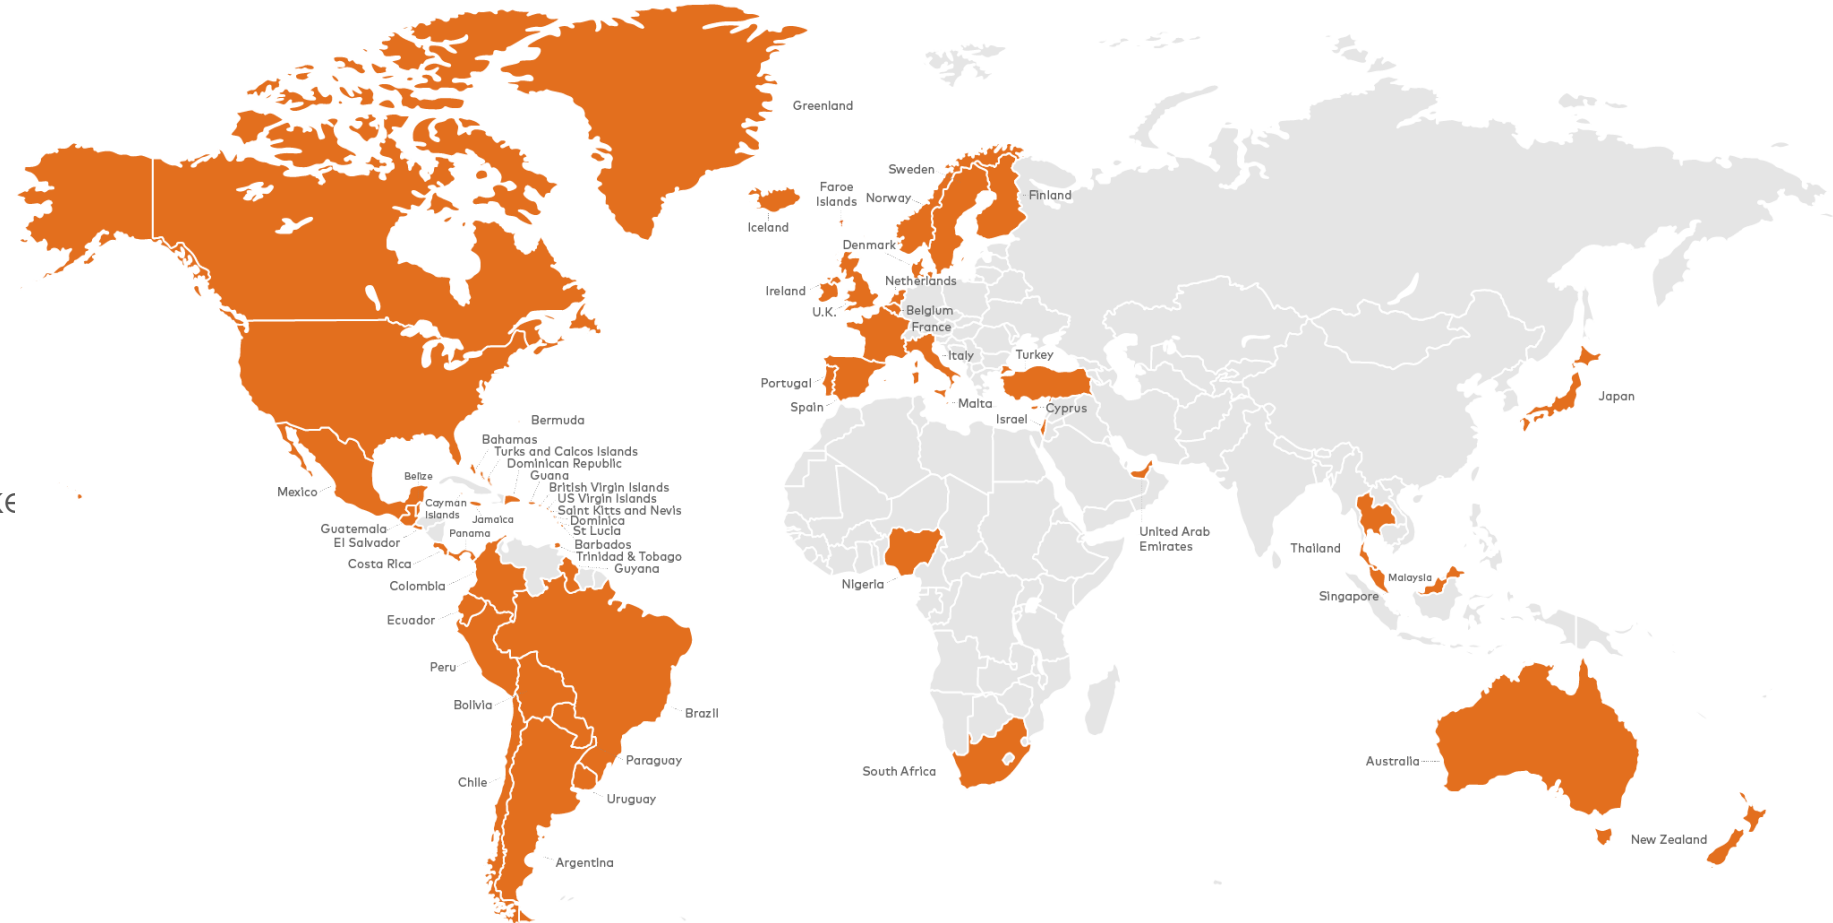 Greenland
Sweden
Faroe
Islands
Norway
Finland
Iceland
Denmark
Netherlands
Ireland
U.K.
Belgium
France
Italy
Turkey
Portugal
Spain
Malta
Cyprus
Israel
Japan
Bermuda
Bahamas
Turks and Calcos Islands
Dominican Republic
Guana
British Virgin Islands
US Virgin Islands
Saint Kitts and Nevis
Dominica
St Lucia
Barbados
Trinidad & Tobago
Guyana
Belize
Mexico
Cayman
Islands
Jamaica
Panama
Guatemala
El Salvador
Costa Rica
Colombia
Ecuador
Peru
Bolivia
Brazil
Paraguay
Chile
Uruguay
Argentina
Nigeria
South Africa
United Arab
Emirates
Thailand
Malaysia
Singapore
Australia
New Zealand